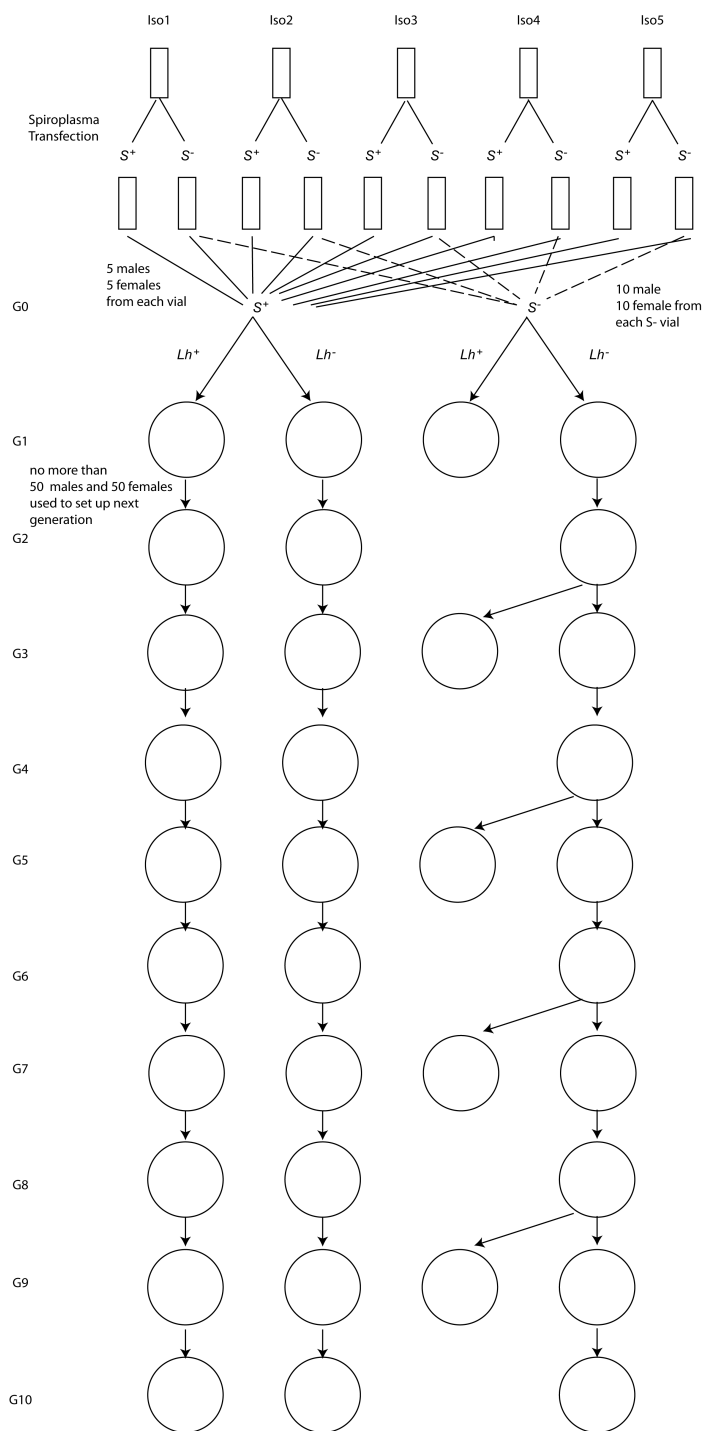 Iso1 Iso2 Iso3 Iso4 Iso5
Spiroplasma
Transfection
S+ S- S+ S- S+ S- S+ S- S+ S-
5 males
5 females
from each vial
10 male
10 female from
each S- vial
G0 S+ S-
Lh+ Lh- Lh+ Lh-
G1
no more than
50 males and 50 females
used to set up next
generation
G2
G3
G4
G5
G6
G7
G8
G9
G10